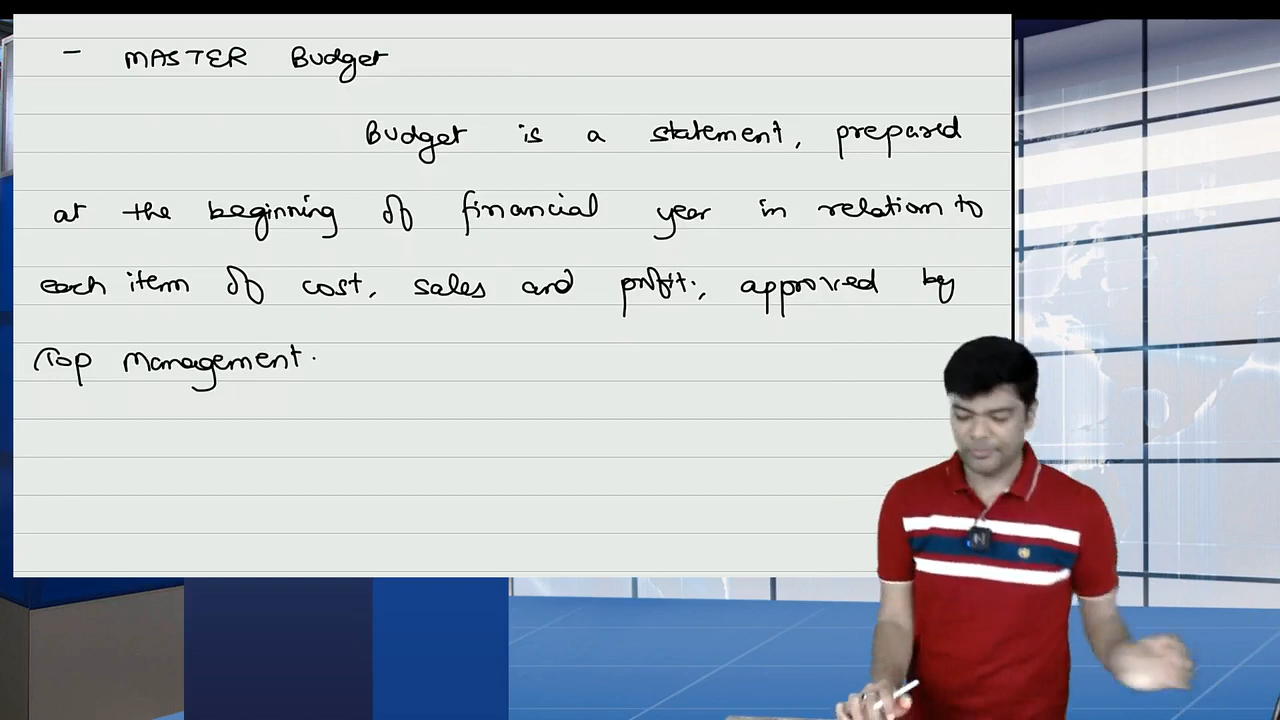 - MASTER Budget
Budget is a statement, prepared
at the beginning of financial year in relation to
each item of cost, sales and profit, approved by
Top Management.
N